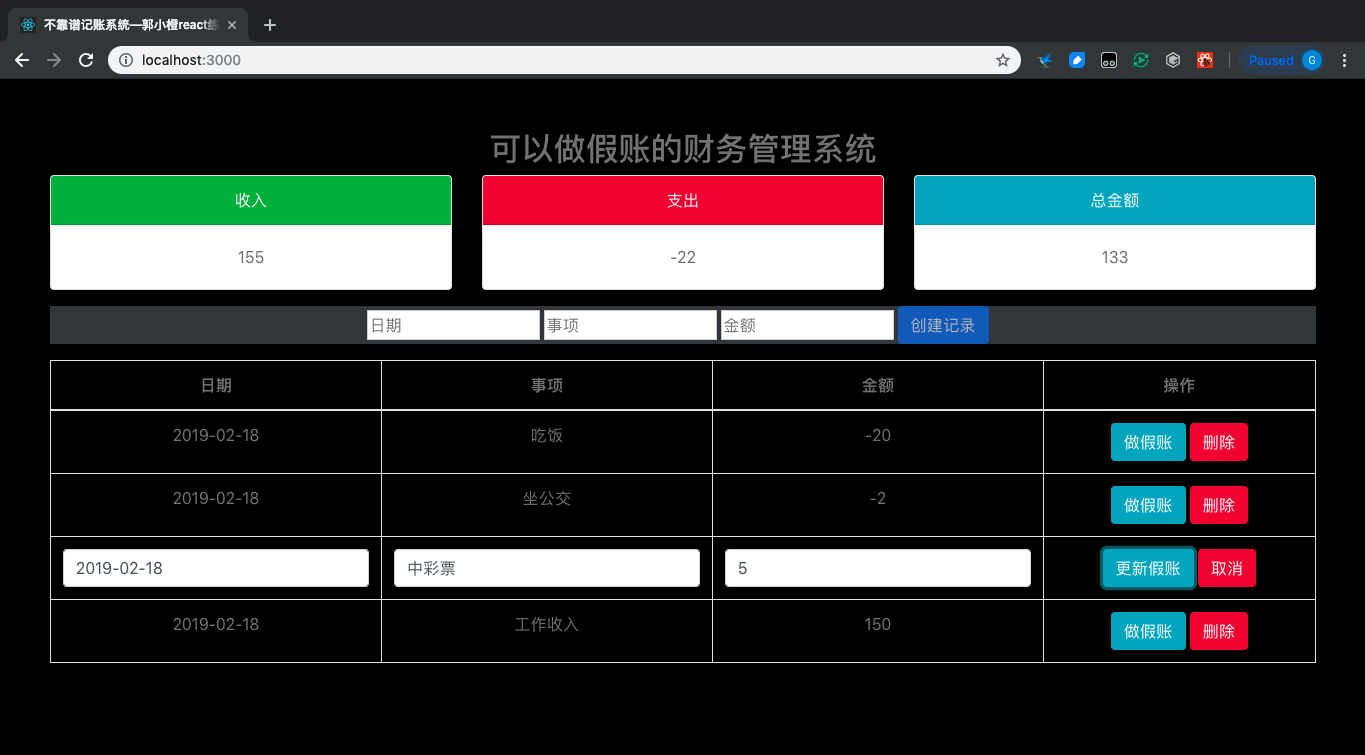 不靠谱记账系统—郭小橙react练
localhost:3000
Paused G
可以做假账的财务管理系统
收入 支出 总金额
155 -22 133
日期 事项 金额 创建记录
日期 事项 金额 操作
2019-02-18 吃饭 -20 做假账 删除
2019-02-18 坐公交 -2 做假账 删除
2019-02-18 中彩票 5 更新假账 取消
2019-02-18 工作收入 150 做假账 删除